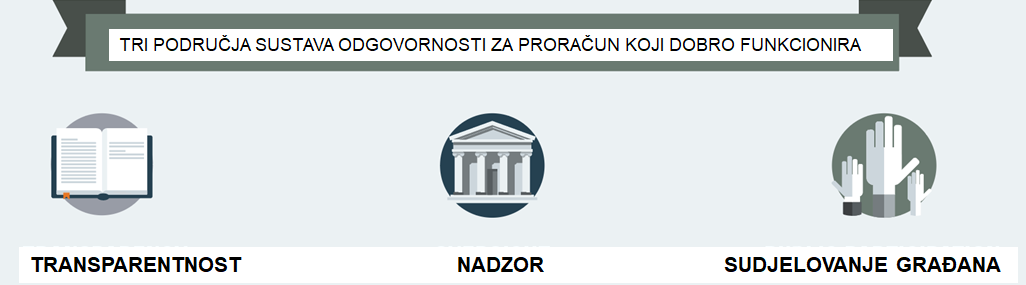 TRI PODRUČJA SUSTAVA ODGOVORNOSTI ZA PRORAČUN KOJI DOBRO FUNKCIONIRA
TRANSPARENTNOST NADZOR SUDJELOVANJE GRAĐANA